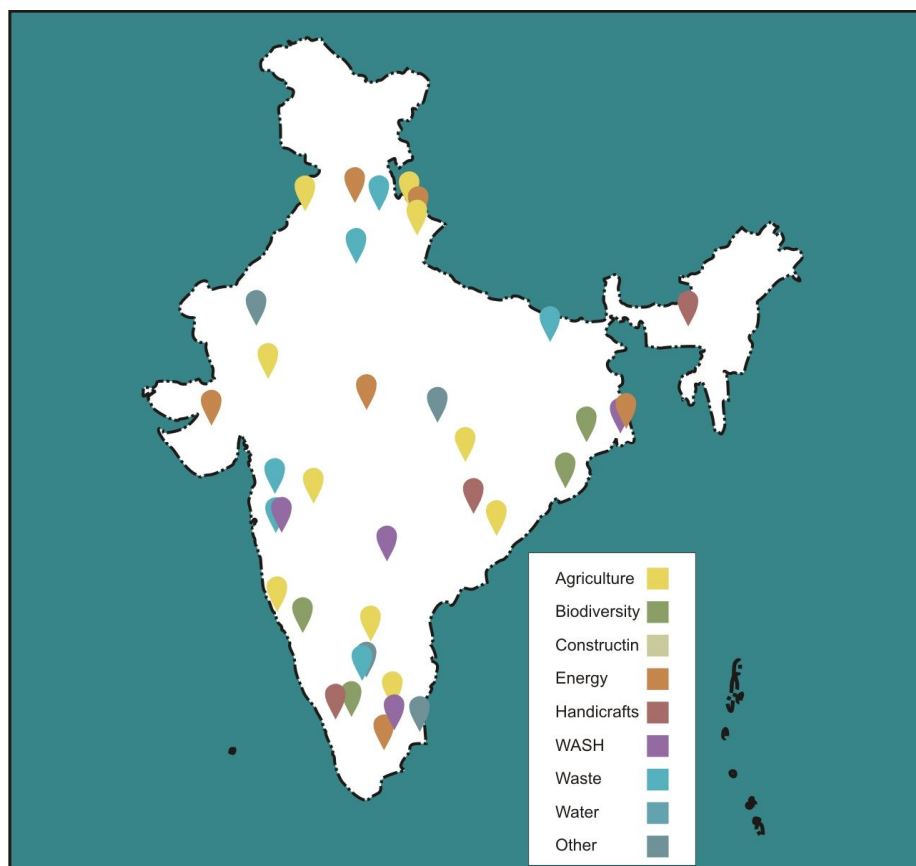 Agriculture
Biodiversity
Constructin
Energy
Handicrafts
WASH
Waste
Water
Other